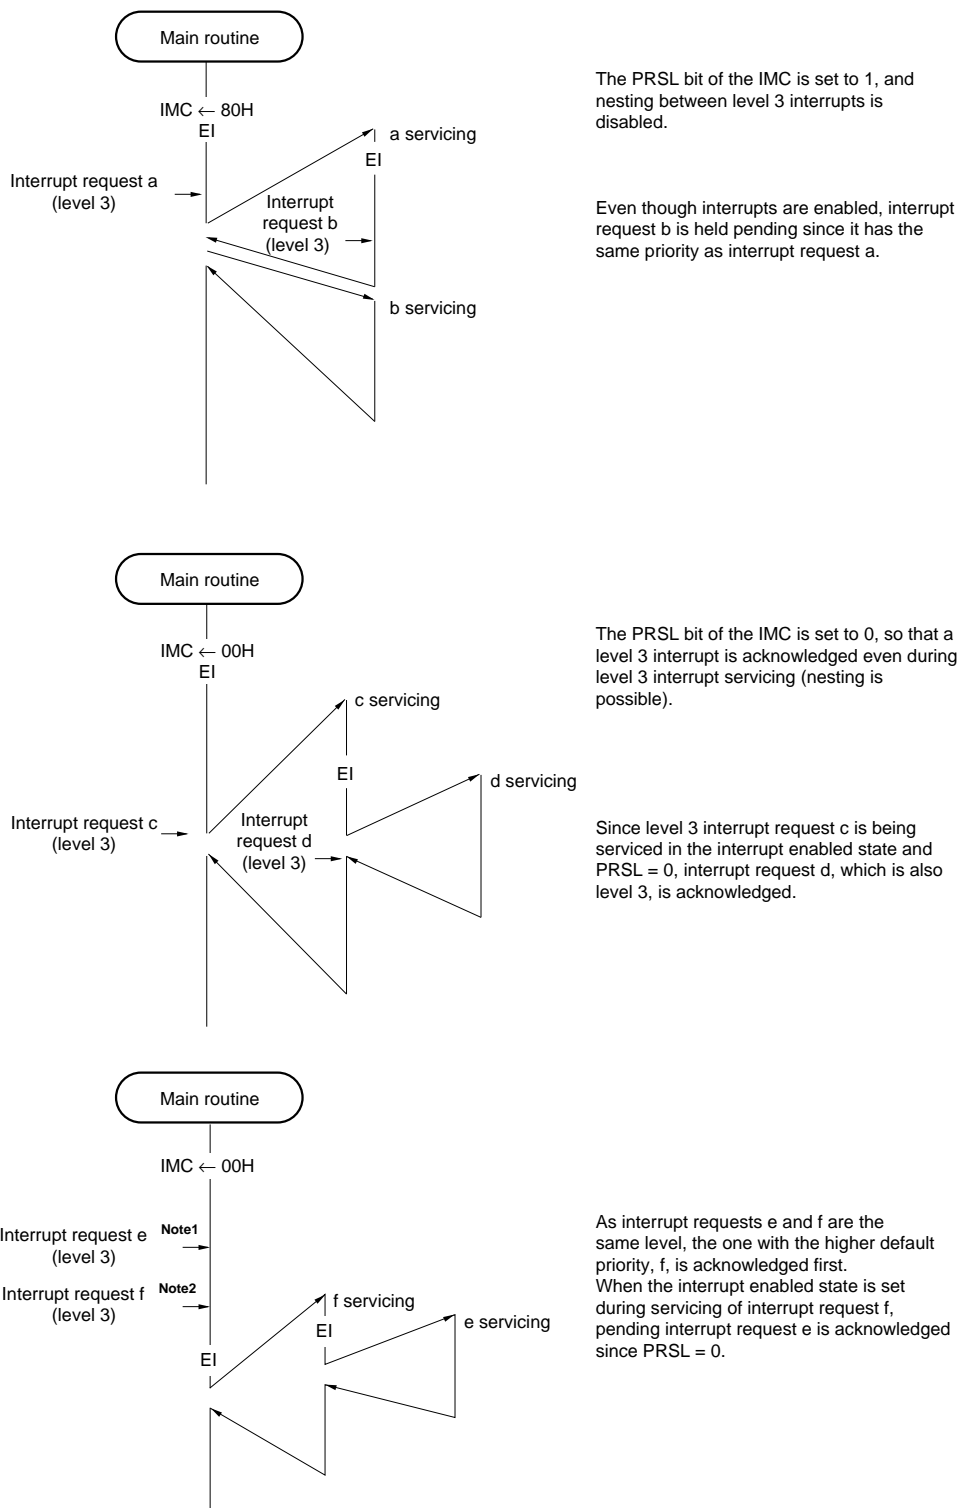 Main routine
IMC ← 80H
EI
a servicing
EI
Interrupt request a
(level 3)
Interrupt
request b
(level 3)
b servicing
The PRSL bit of the IMC is set to 1, and
nesting between level 3 interrupts is
disabled.
Even though interrupts are enabled, interrupt
request b is held pending since it has the
same priority as interrupt request a.
Main routine
IMC ← 00H
EI
c servicing
EI
d servicing
Interrupt request c
(level 3)
Interrupt
request d
(level 3)
The PRSL bit of the IMC is set to 0, so that a
level 3 interrupt is acknowledged even during
level 3 interrupt servicing (nesting is
possible).
Since level 3 interrupt request c is being
serviced in the interrupt enabled state and
PRSL = 0, interrupt request d, which is also
level 3, is acknowledged.
Main routine
IMC ← 00H
Interrupt request e Note1
(level 3)
Interrupt request f Note2
(level 3)
f servicing
EI
e servicing
EI
As interrupt requests e and f are the
same level, the one with the higher default
priority, f, is acknowledged first.
When the interrupt enabled state is set
during servicing of interrupt request f,
pending interrupt request e is acknowledged
since PRSL = 0.